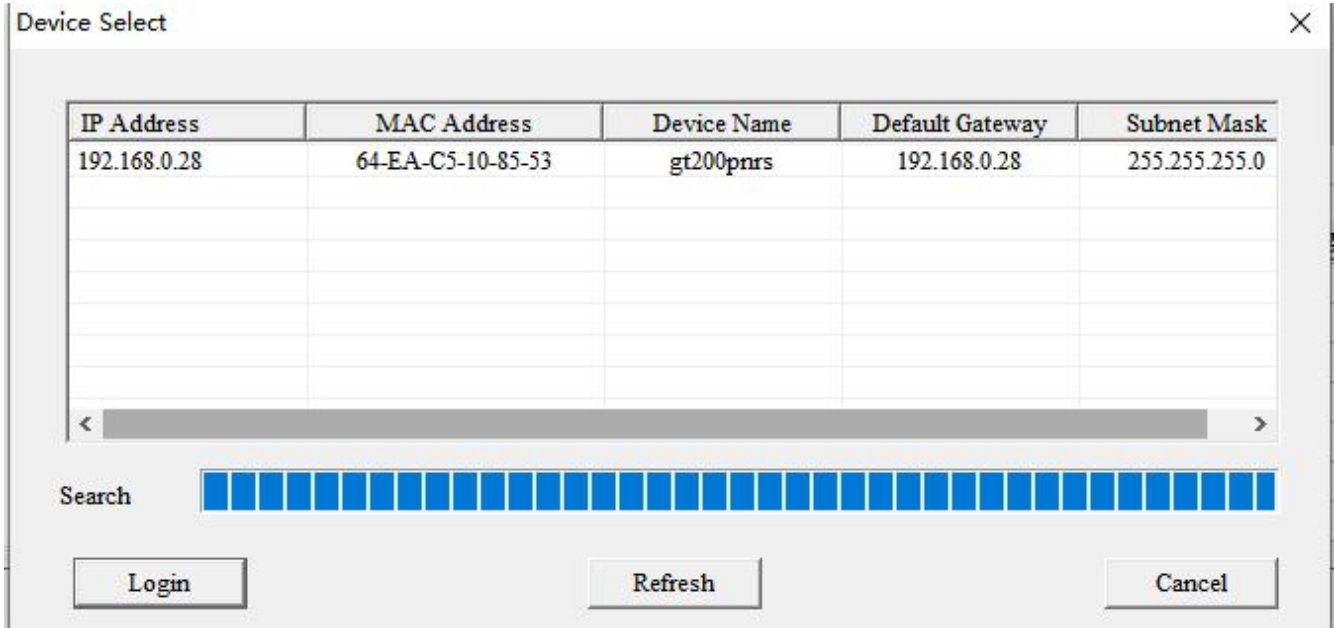 Device Select
IP Address MAC Address Device Name Default Gateway Subnet Mask
192.168.0.28 64-EA-C5-10-85-53 gt200pnrs 192.168.0.28 255.255.255.0
Search
Login Refresh Cancel